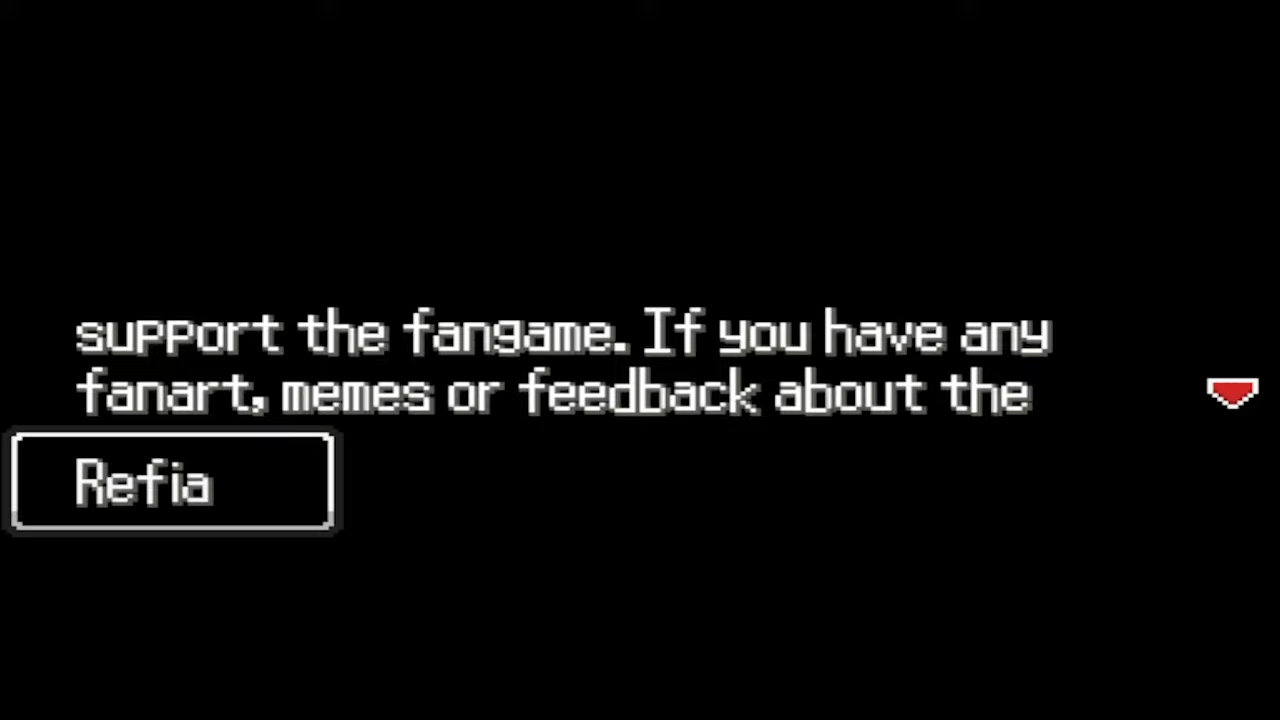 support the fangame. If you have any
fanart, memes or feedback about the
Refia